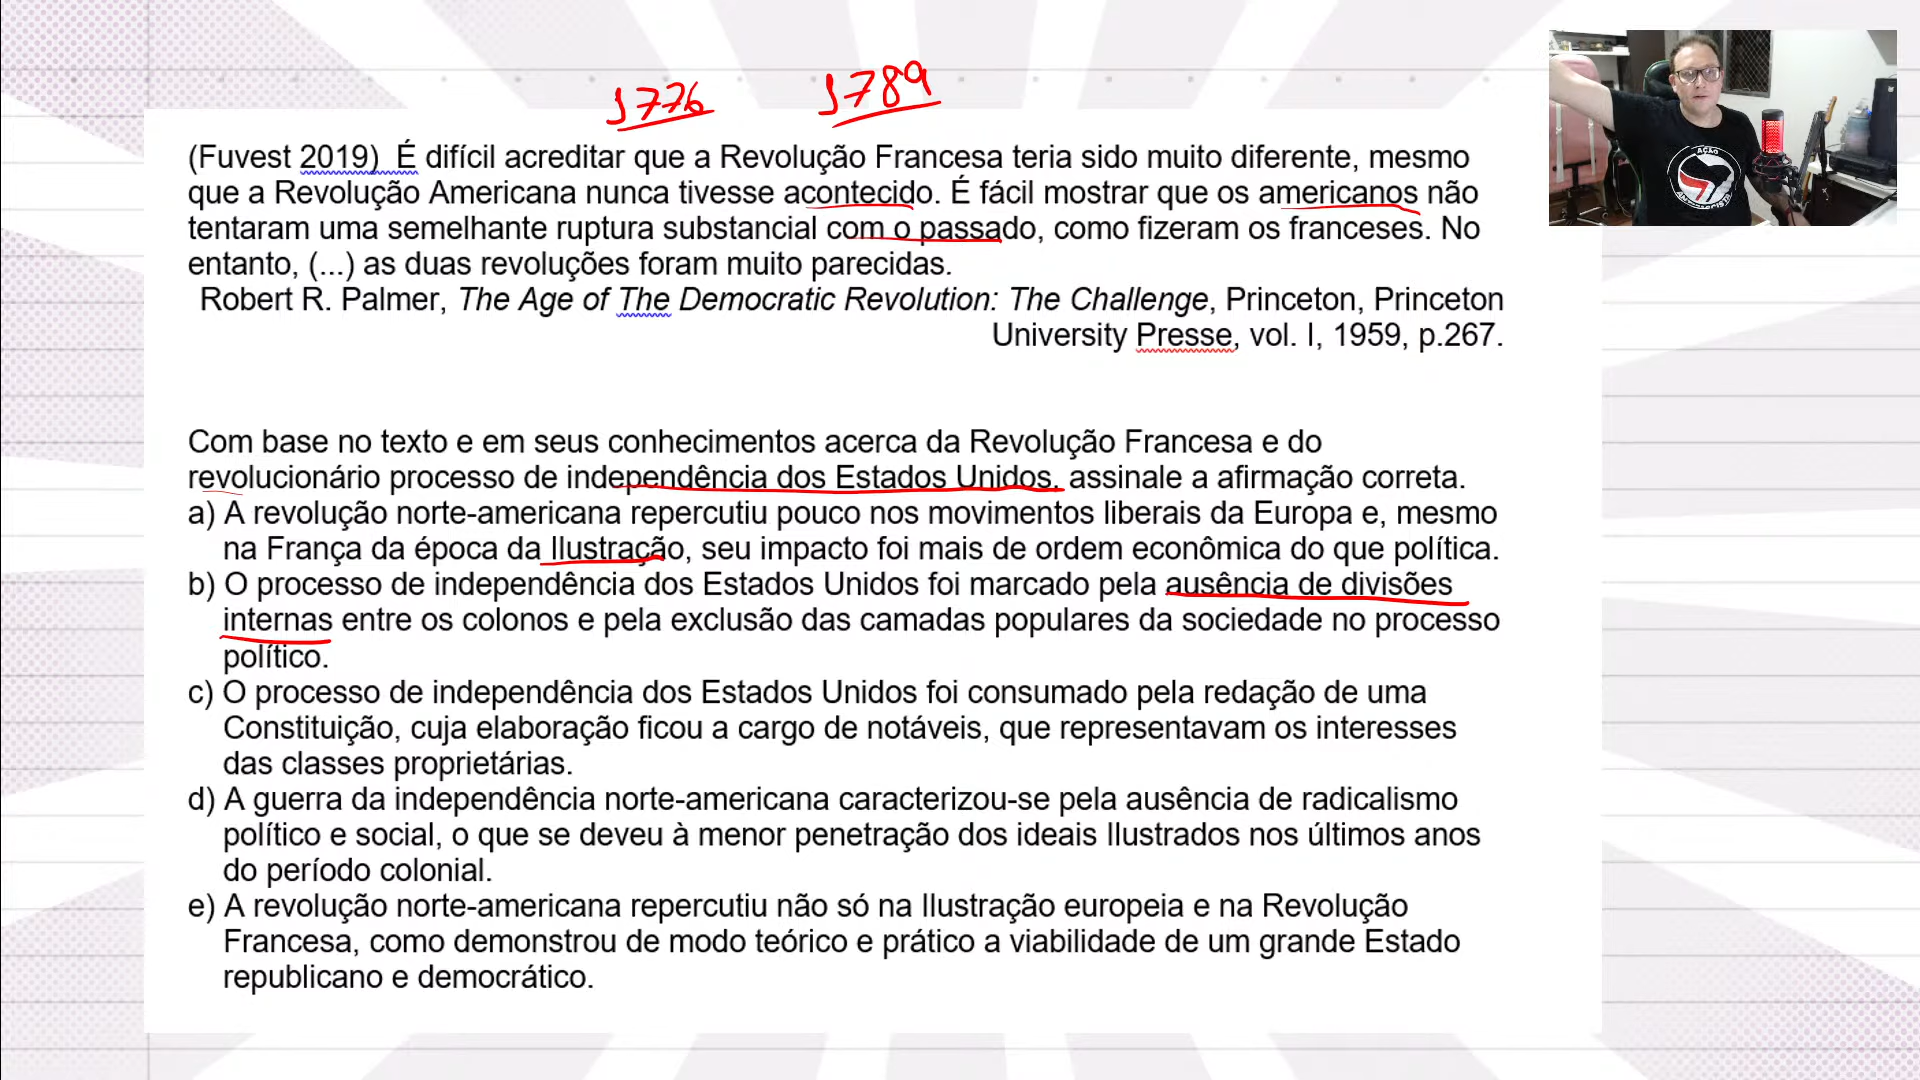 1776 1789
(Fuvest 2019) É difícil acreditar que a Revolução Francesa teria sido muito diferente, mesmo
que a Revolução Americana nunca tivesse acontecido. É fácil mostrar que os americanos não
tentaram uma semelhante ruptura substancial com o passado, como fizeram os franceses. No
entanto, (...) as duas revoluções foram muito parecidas.
Robert R. Palmer, The Age of The Democratic Revolution: The Challenge, Princeton, Princeton
University Presse, vol. I, 1959, p.267.
Com base no texto e em seus conhecimentos acerca da Revolução Francesa e do
revolucionário processo de independência dos Estados Unidos, assinale a afirmação correta.
a) A revolução norte-americana repercutiu pouco nos movimentos liberais da Europa e, mesmo
na França da época da Ilustração, seu impacto foi mais de ordem econômica do que política.
b) O processo de independência dos Estados Unidos foi marcado pela ausência de divisões
internas entre os colonos e pela exclusão das camadas populares da sociedade no processo
político.
c) O processo de independência dos Estados Unidos foi consumado pela redação de uma
Constituição, cuja elaboração ficou a cargo de notáveis, que representavam os interesses
das classes proprietárias.
d) A guerra da independência norte-americana caracterizou-se pela ausência de radicalismo
político e social, o que se deveu à menor penetração dos ideais Ilustrados nos últimos anos
do período colonial.
e) A revolução norte-americana repercutiu não só na Ilustração europeia e na Revolução
Francesa, como demonstrou de modo teórico e prático a viabilidade de um grande Estado
republicano e democrático.
AÇÃO